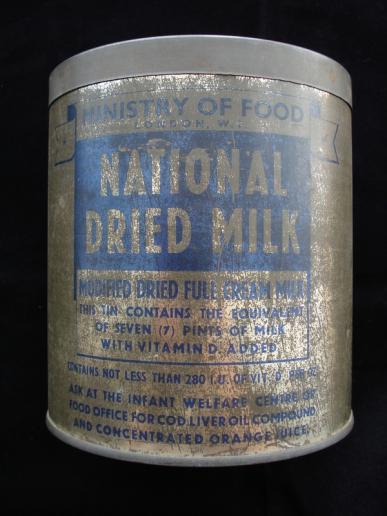 MINISTRY OF FOOD
LONDON, W.1.
NATIONAL
DRIED MILK
MODIFIED DRIED FULL CREAM MILK
THIS TIN CONTAINS THE EQUIVALENT
OF SEVEN (7) PINTS OF MILK
WITH VITAMIN D. ADDED
CONTAINS NOT LESS THAN 280 I.U. OF VIT. D. PER OZ.
ASK AT THE INFANT WELFARE CENTRE OR
FOOD OFFICE FOR COD LIVER OIL COMPOUND
AND CONCENTRATED ORANGE JUICE.